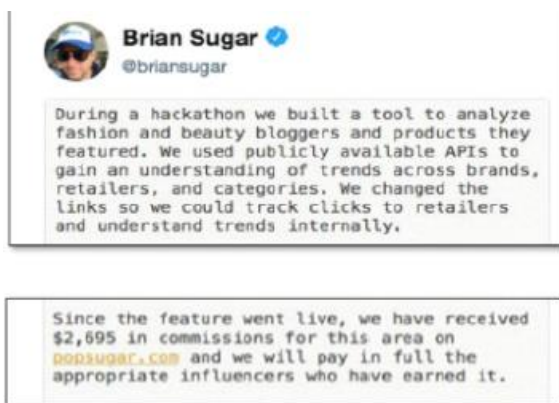 Brian Sugar
@briansugar
During a hackathon we built a tool to analyze
fashion and beauty bloggers and products they
featured. We used publicly available APIs to
gain an understanding of trends across brands,
retailers, and categories. We changed the
links so we could track clicks to retailers
and understand trends internally.
Since the feature went live, we have received
$2,695 in commissions for this area on
popsugar.com and we will pay in full the
appropriate influencers who have earned it.